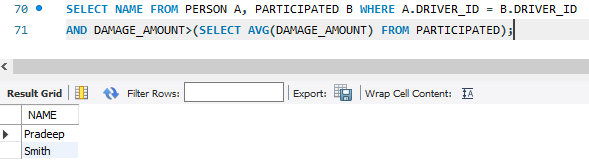 70 SELECT NAME FROM PERSON A, PARTICIPATED B WHERE A.DRIVER_ID = B.DRIVER_ID
71 AND DAMAGE_AMOUNT>(SELECT AVG(DAMAGE_AMOUNT) FROM PARTICIPATED);
Result Grid Filter Rows: Export: Wrap Cell Content: IA
NAME
Pradeep
Smith